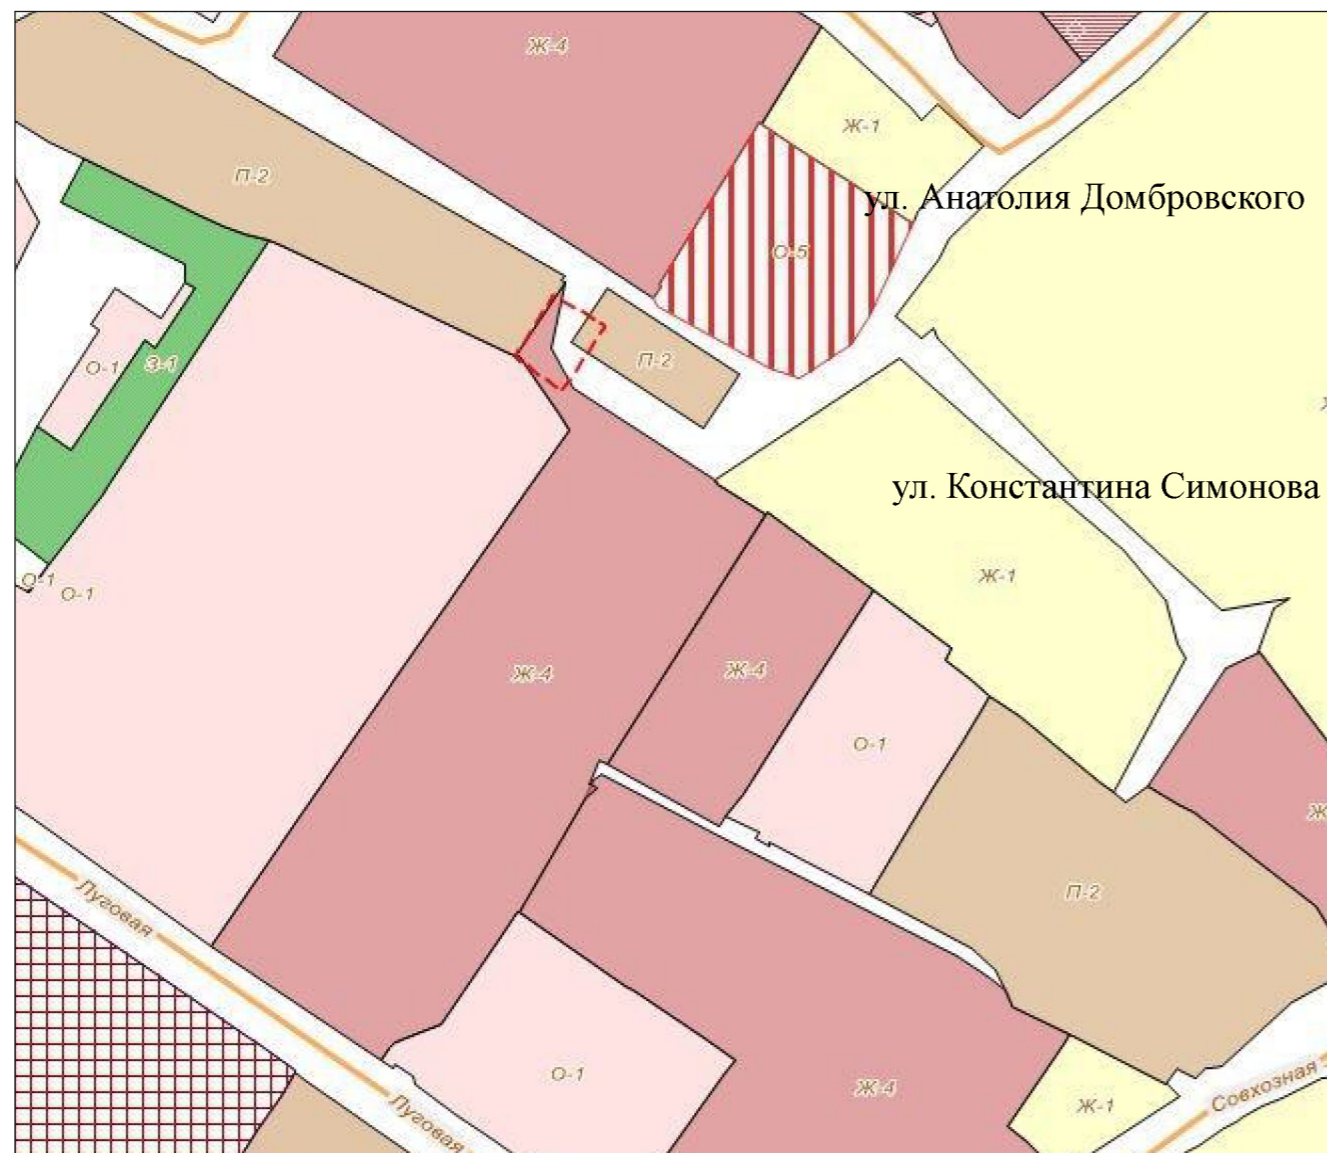 Ж-4
Ж-1
П-2
ул. Анатолия Домбровского
О-5
П-2
О-1
З-1
ул. Константина Симонова
Ж-1
О-1
О-1
Ж-4
Ж-4
О-1
П-2
Луговая
О-1
Ж-4
Ж-1
Совхозная
Луговая